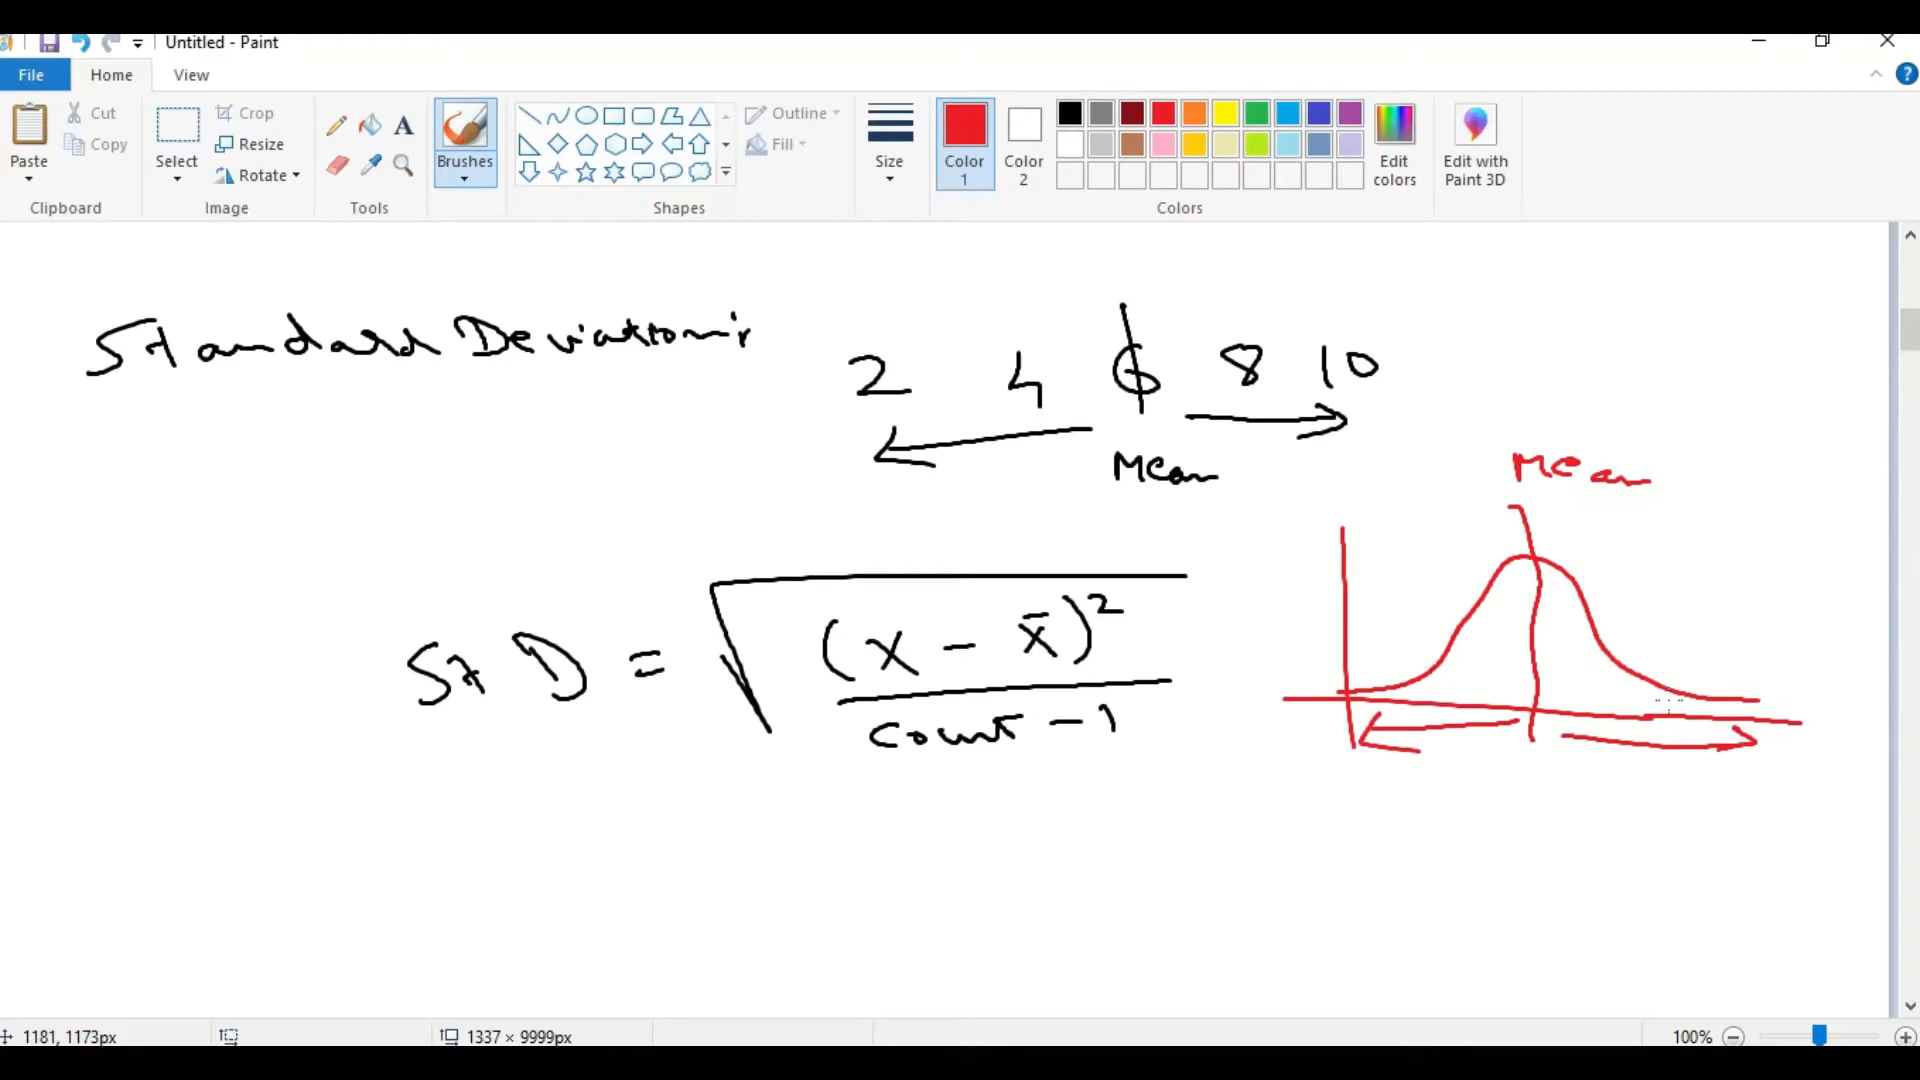 Untitled - Paint
File Home View
Cut
Copy
Paste
Clipboard
Crop
Resize
Rotate
Select
Image
Tools
Brushes
Shapes
Outline
Fill
Size
Color 1
Color 2
Edit colors
Edit with Paint 3D
Colors
Standard Deviation:
2 4 6 8 10
Mean
Mean
St D = √ (x - x̄)²
count - 1
1181, 1173px 1337 × 9999px 100%